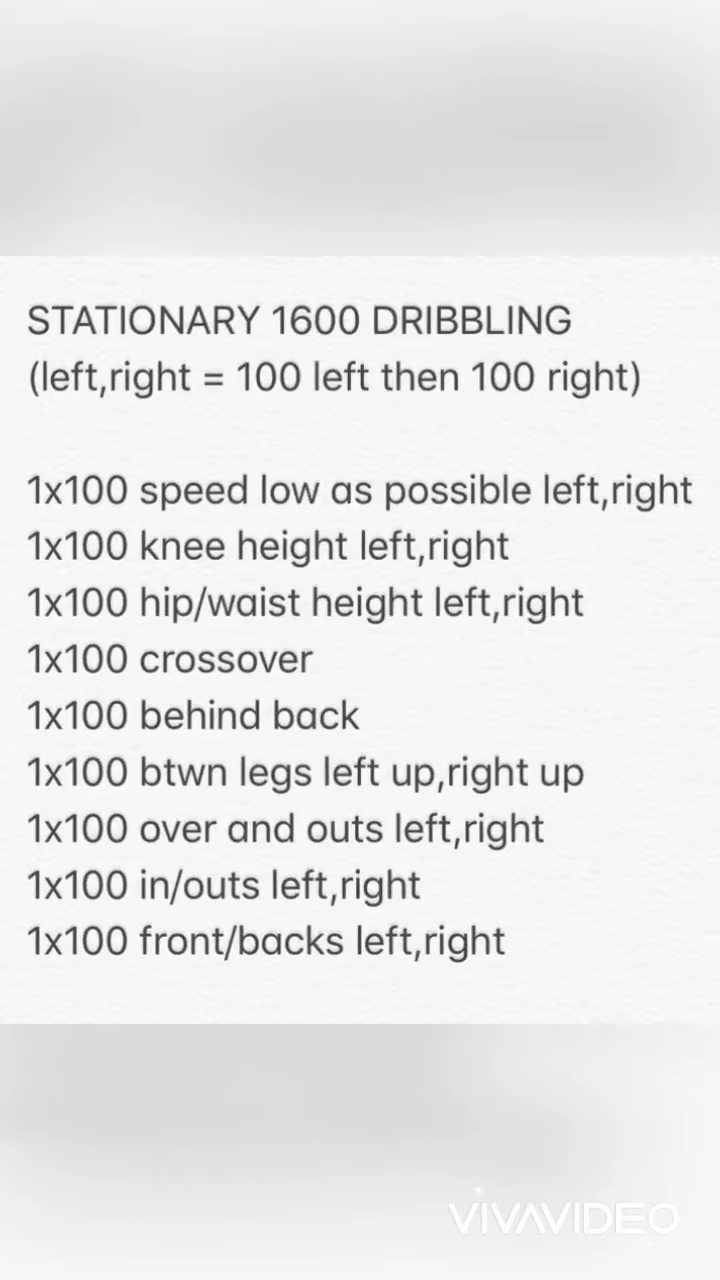 STATIONARY 1600 DRIBBLING
(left,right = 100 left then 100 right)
1x100 speed low as possible left,right
1x100 knee height left,right
1x100 hip/waist height left,right
1x100 crossover
1x100 behind back
1x100 btwn legs left up,right up
1x100 over and outs left,right
1x100 in/outs left,right
1x100 front/backs left,right
VIVAVIDEO